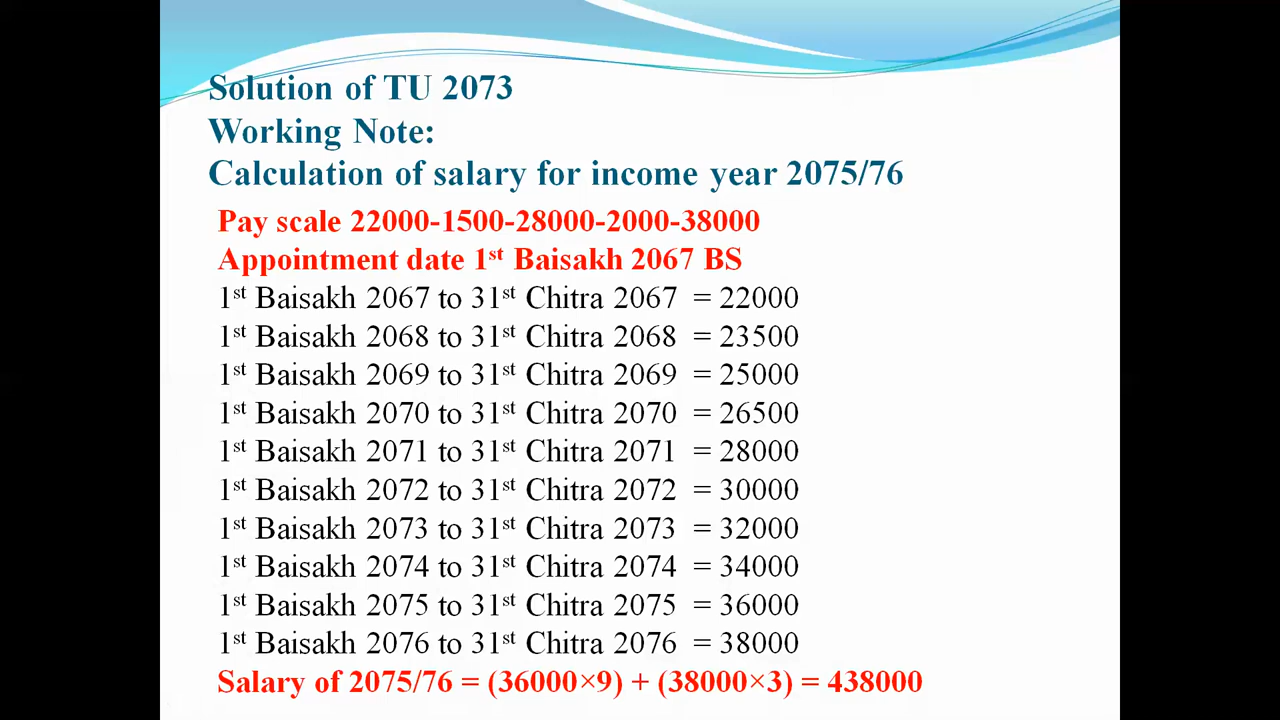 Solution of TU 2073
Working Note:
Calculation of salary for income year 2075/76
Pay scale 22000-1500-28000-2000-38000
Appointment date 1st Baisakh 2067 BS
1st Baisakh 2067 to 31st Chitra 2067 = 22000
1st Baisakh 2068 to 31st Chitra 2068 = 23500
1st Baisakh 2069 to 31st Chitra 2069 = 25000
1st Baisakh 2070 to 31st Chitra 2070 = 26500
1st Baisakh 2071 to 31st Chitra 2071 = 28000
1st Baisakh 2072 to 31st Chitra 2072 = 30000
1st Baisakh 2073 to 31st Chitra 2073 = 32000
1st Baisakh 2074 to 31st Chitra 2074 = 34000
1st Baisakh 2075 to 31st Chitra 2075 = 36000
1st Baisakh 2076 to 31st Chitra 2076 = 38000
Salary of 2075/76 = (36000×9) + (38000×3) = 438000